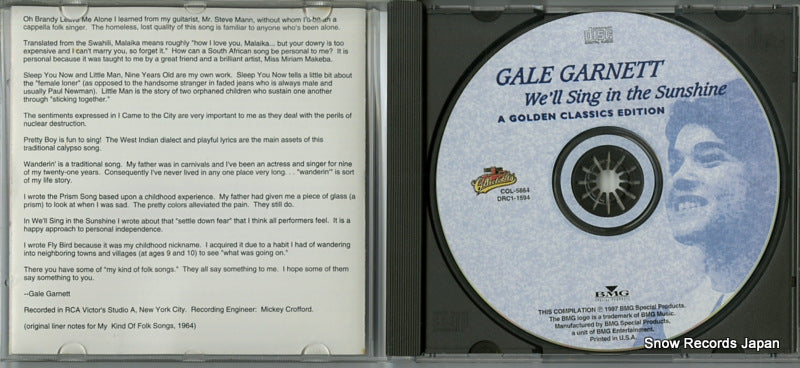 Oh Brandy Leave Me Alone I learned from my guitarist, Mr. Steve Mann, without whom I'd be an a
cappella folk singer. The homeless, lost quality of this song is familiar to anyone who's been alone.
Translated from the Swahili, Malaika means roughly "how I love you, Malaika... but your dowry is too
expensive and I can't marry you, so forget it." How can a South African song be personal to me? It is
personal because it was taught to me by a great friend and a brilliant artist, Miss Miriam Makeba.
Sleep You Now and Little Man, Nine Years Old are my own work. Sleep You Now tells a little bit about
the "female loner" (as opposed to the handsome stranger in faded jeans who is always male and
usually Paul Newman). Little Man is the story of two orphaned children who sustain one another
through "sticking together."
The sentiments expressed in I Came to the City are very important to me as they deal with the perils of
nuclear destruction.
Pretty Boy is fun to sing! The West Indian dialect and playful lyrics are the main assets of this
traditional calypso song.
Wanderin' is a traditional song. My father was in carnivals and I've been an actress and singer for nine
of my twenty-one years. Consequently I've never lived in any one place very long. . . "wanderin'" is sort
of my life story.
I wrote the Prism Song based upon a childhood experience. My father had given me a piece of glass (a
prism) to look at when I was sad. The pretty colors alleviated the pain. They still do.
In We'll Sing in the Sunshine I wrote about that "settle down fear" that I think all performers feel. It is a
happy approach to personal independence.
I wrote Fly Bird because it was my childhood nickname. I acquired it due to a habit I had of wandering
into neighboring towns and villages (at ages 9 and 10) to see "what was going on."
There you have some of "my kind of folk songs." They all say something to me. I hope some of them
say something to you.
--Gale Garnett
Recorded in RCA Victor's Studio A, New York City. Recording Engineer: Mickey Crofford.
(original liner notes for My Kind Of Folk Songs, 1964)
GALE GARNETT
We'll Sing in the Sunshine
A GOLDEN CLASSICS EDITION
Collectables
COL-5864
DRC1-1594
BMG
SPECIAL PRODUCTS
THIS COMPILATION ℗ 1997 BMG Special Products.
The BMG logo is a trademark of BMG Music.
Manufactured by BMG Special Products,
a unit of BMG Entertainment.
Printed in U.S.A.
Snow Records Japan